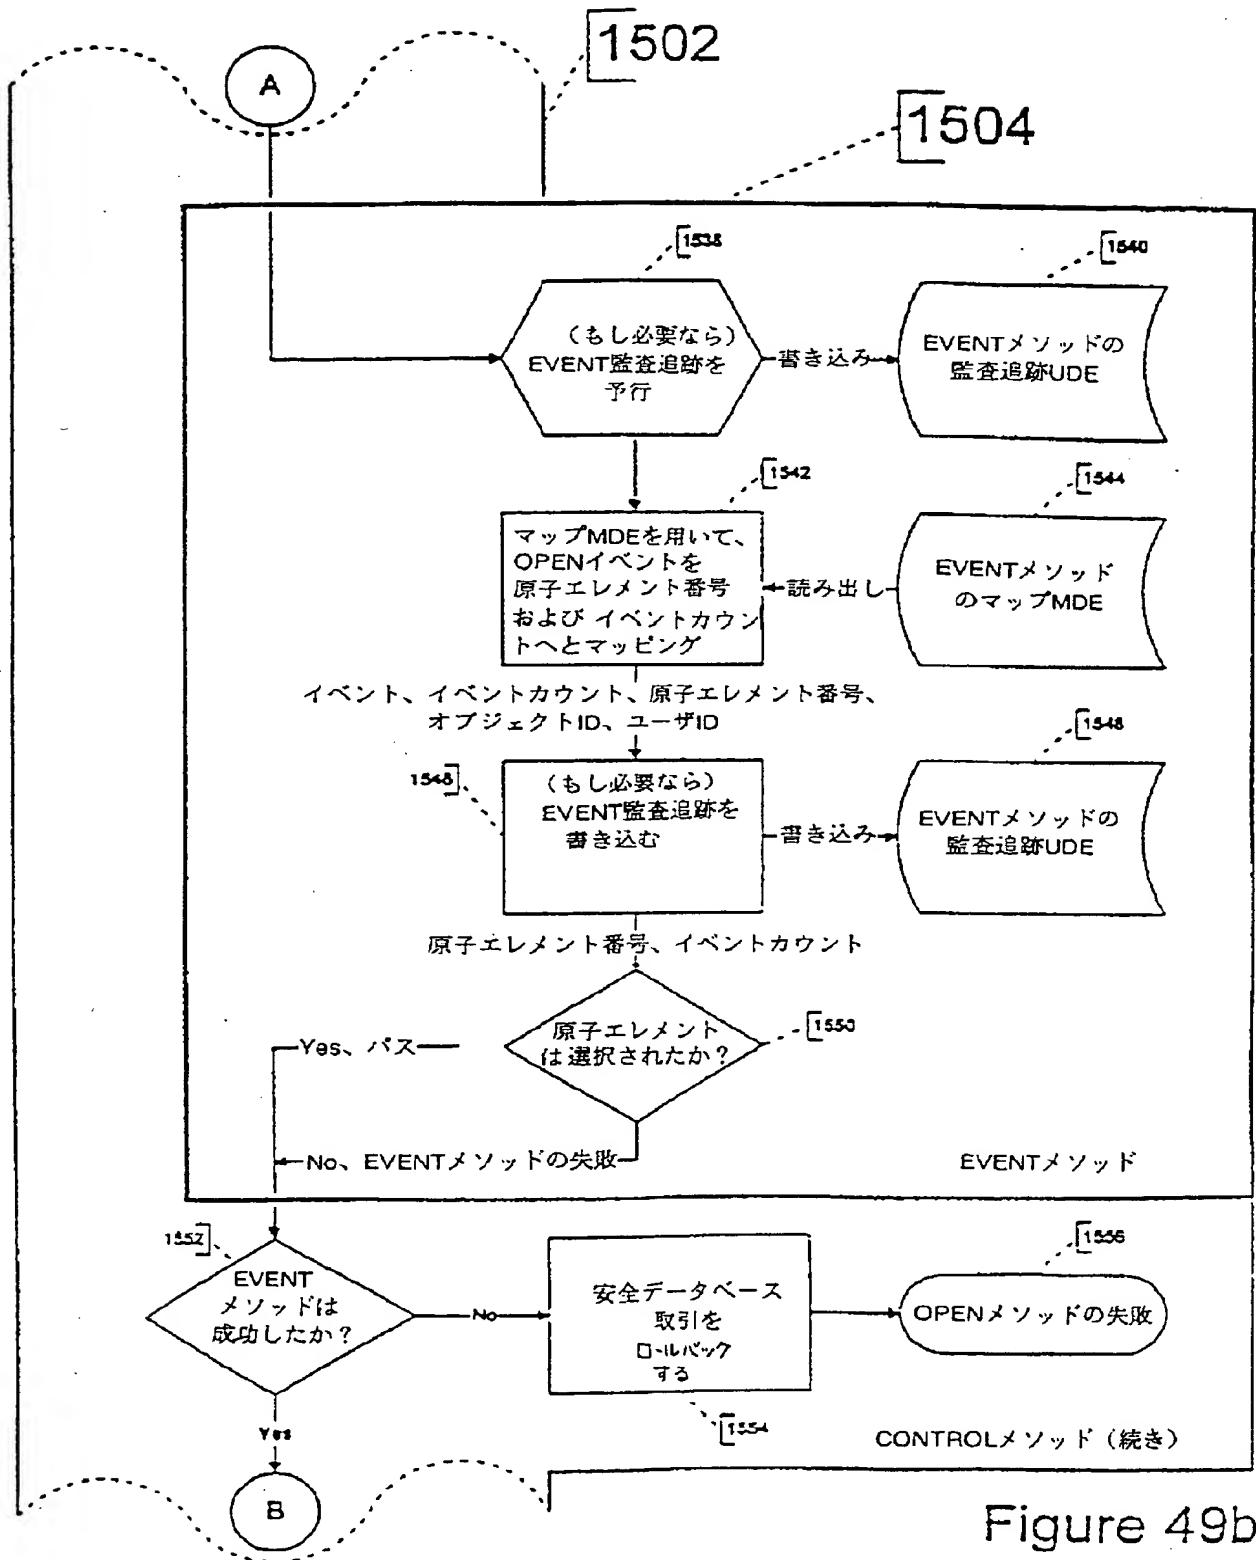 1502
A
1504
1538
1540
(もし必要なら)
EVENT監査追跡を
予行
書き込み
EVENTメソッドの
監査追跡UDE
1542
1544
マップMDEを用いて、
OPENイベントを
原子エレメント番号
および イベントカウン
トへとマッピング
読み出し
EVENTメソッド
のマップMDE
イベント、イベントカウント、原子エレメント番号、
オブジェクトID、ユーザID
1548
(もし必要なら)
EVENT監査追跡を
書き込む
書き込み
EVENTメソッドの
監査追跡UDE
原子エレメント番号、イベントカウント
1550
原子エレメント
は選択されたか?
Yes、パス
No、EVENTメソッドの失敗
EVENTメソッド
1552
1556
EVENT
メソッドは
成功したか?
No
安全データベース
取引を
ロールバック
する
OPENメソッドの失敗
1554
Yes
CONTROLメソッド(続き)
B
Figure 49b